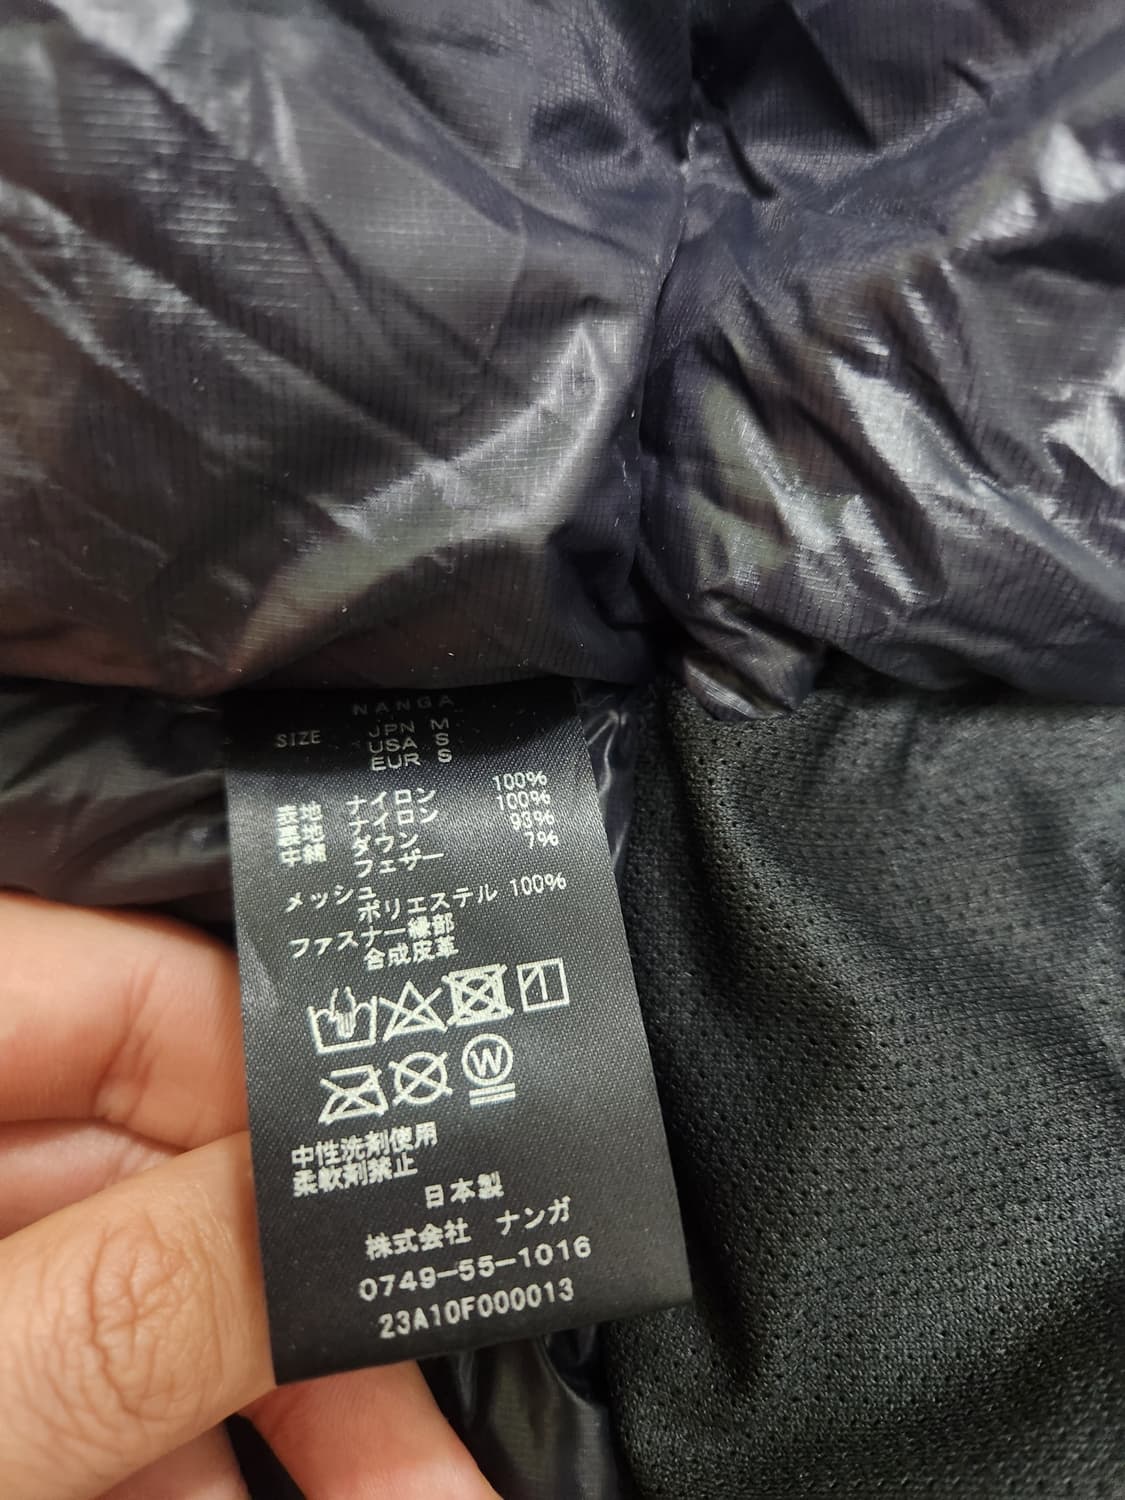 NANGA
SIZE JPN M
USA S
EUR S
表地 ナイロン 100%
裏地 ナイロン 100%
中綿 ダウン 93%
フェザー 7%
メッシュ
ポリエステル 100%
ファスナー縁部
合成皮革
W
中性洗剤使用
柔軟剤禁止
日本製
株式会社 ナンガ
0749-55-1016
23A10F000013